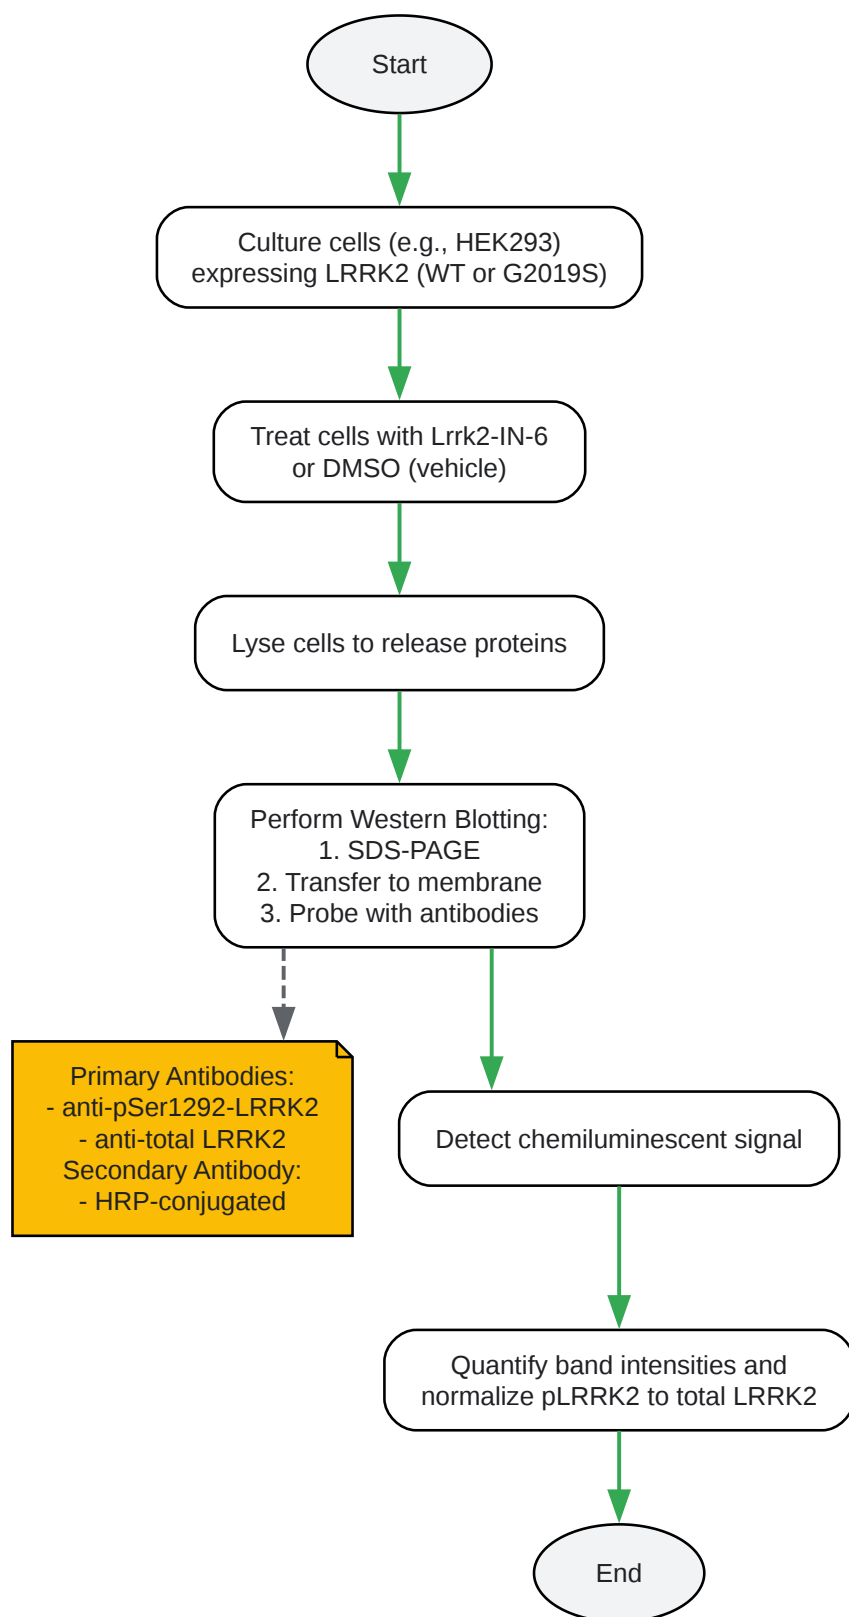 Start
Culture cells (e.g., HEK293)
expressing LRRK2 (WT or G2019S)
Treat cells with Lrrk2-IN-6
or DMSO (vehicle)
Lyse cells to release proteins
Perform Western Blotting:
1. SDS-PAGE
2. Transfer to membrane
3. Probe with antibodies
Primary Antibodies:
- anti-pSer1292-LRRK2
- anti-total LRRK2
Secondary Antibody:
- HRP-conjugated
Detect chemiluminescent signal
Quantify band intensities and
normalize pLRRK2 to total LRRK2
End